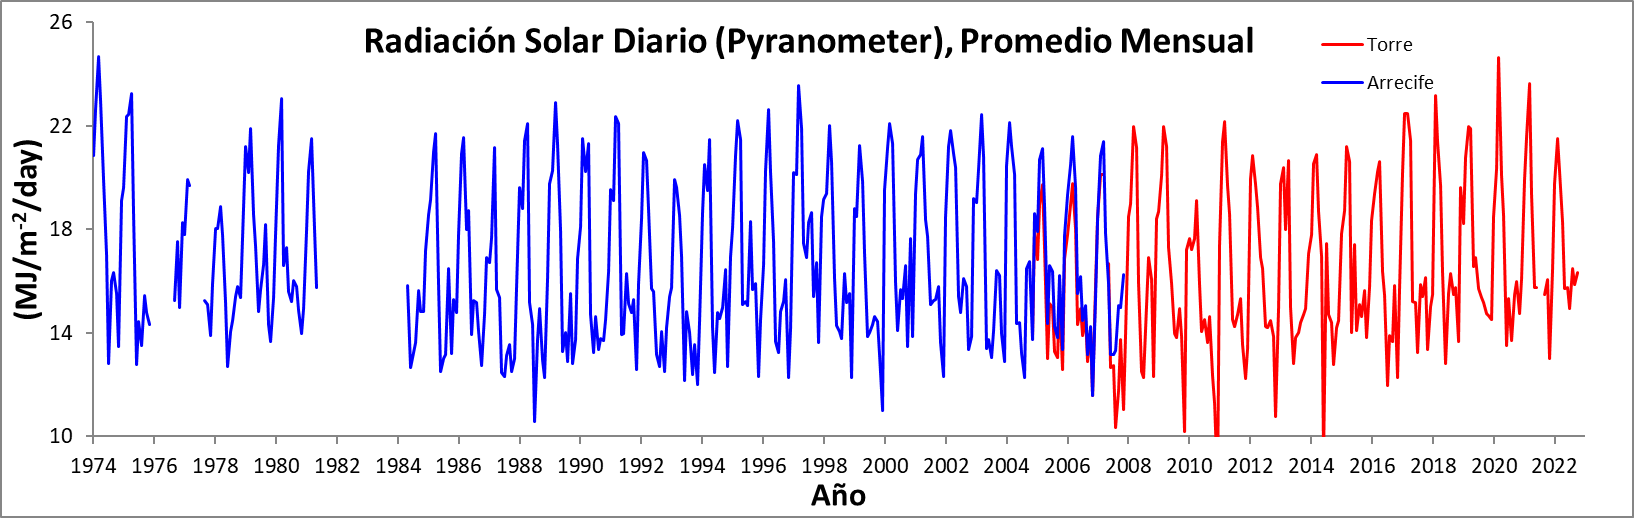 Radiación Solar Diario (Pyranometer), Promedio Mensual
Torre
Arrecife
(MJ/m-2/day)
26
22
18
14
10
1974 1976 1978 1980 1982 1984 1986 1988 1990 1992 1994 1996 1998 2000 2002 2004 2006 2008 2010 2012 2014 2016 2018 2020 2022
Año